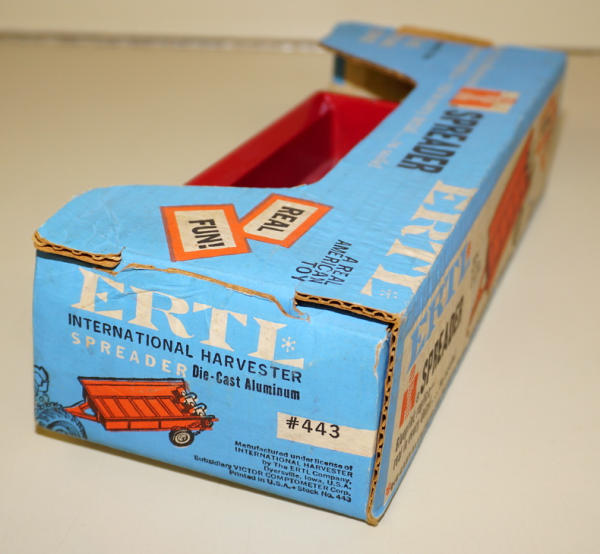 SPREADER
ERTL
REAL
FUN!
A REAL
AMERICAN
TOY
ERTL
INTERNATIONAL HARVESTER
SPREADER Die-Cast Aluminum
#443
Manufactured under license of
INTERNATIONAL HARVESTER
by The ERTL Company,
Dyersville, Iowa, U.S.A.
Subsidiary VICTOR COMPTOMETER Corp.
Printed in U.S.A. • Stock No. 443
ERTL
SPREADER